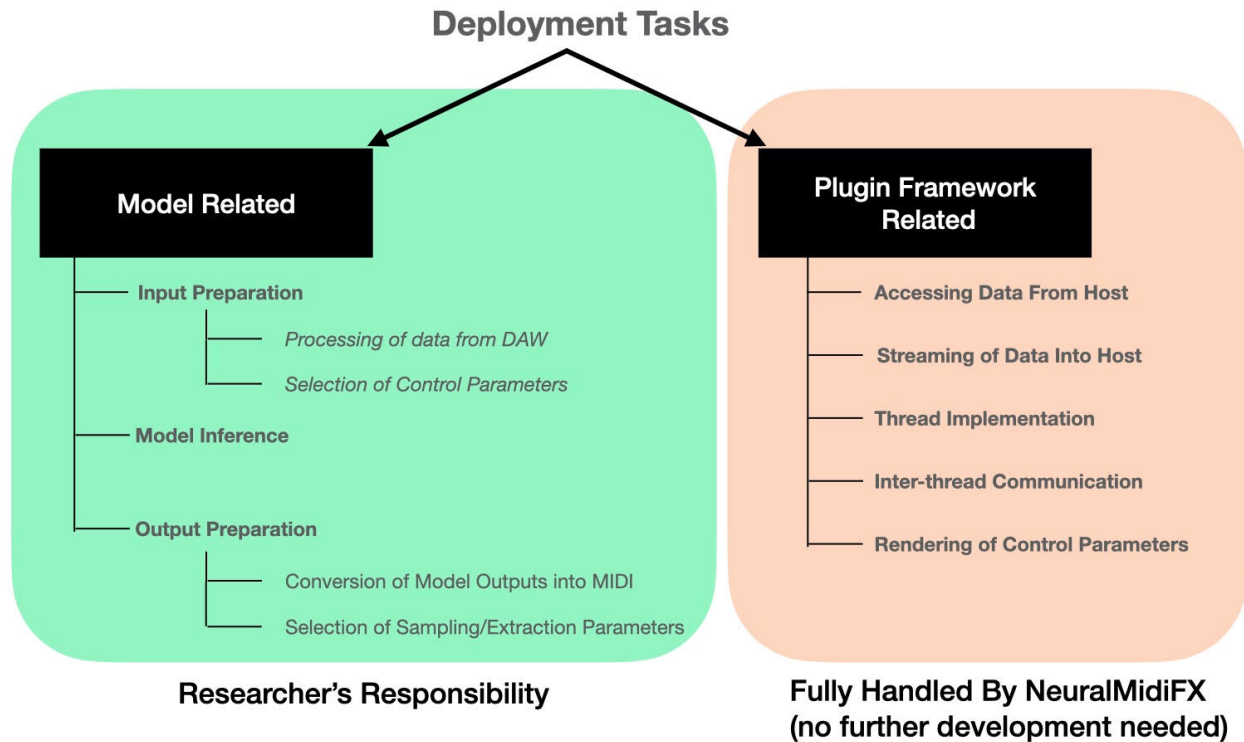 Deployment Tasks
Model Related
Input Preparation
Processing of data from DAW
Selection of Control Parameters
Model Inference
Output Preparation
Conversion of Model Outputs into MIDI
Selection of Sampling/Extraction Parameters
Researcher's Responsibility
Plugin Framework
Related
Accessing Data From Host
Streaming of Data Into Host
Thread Implementation
Inter-thread Communication
Rendering of Control Parameters
Fully Handled By NeuralMidiFX
(no further development needed)